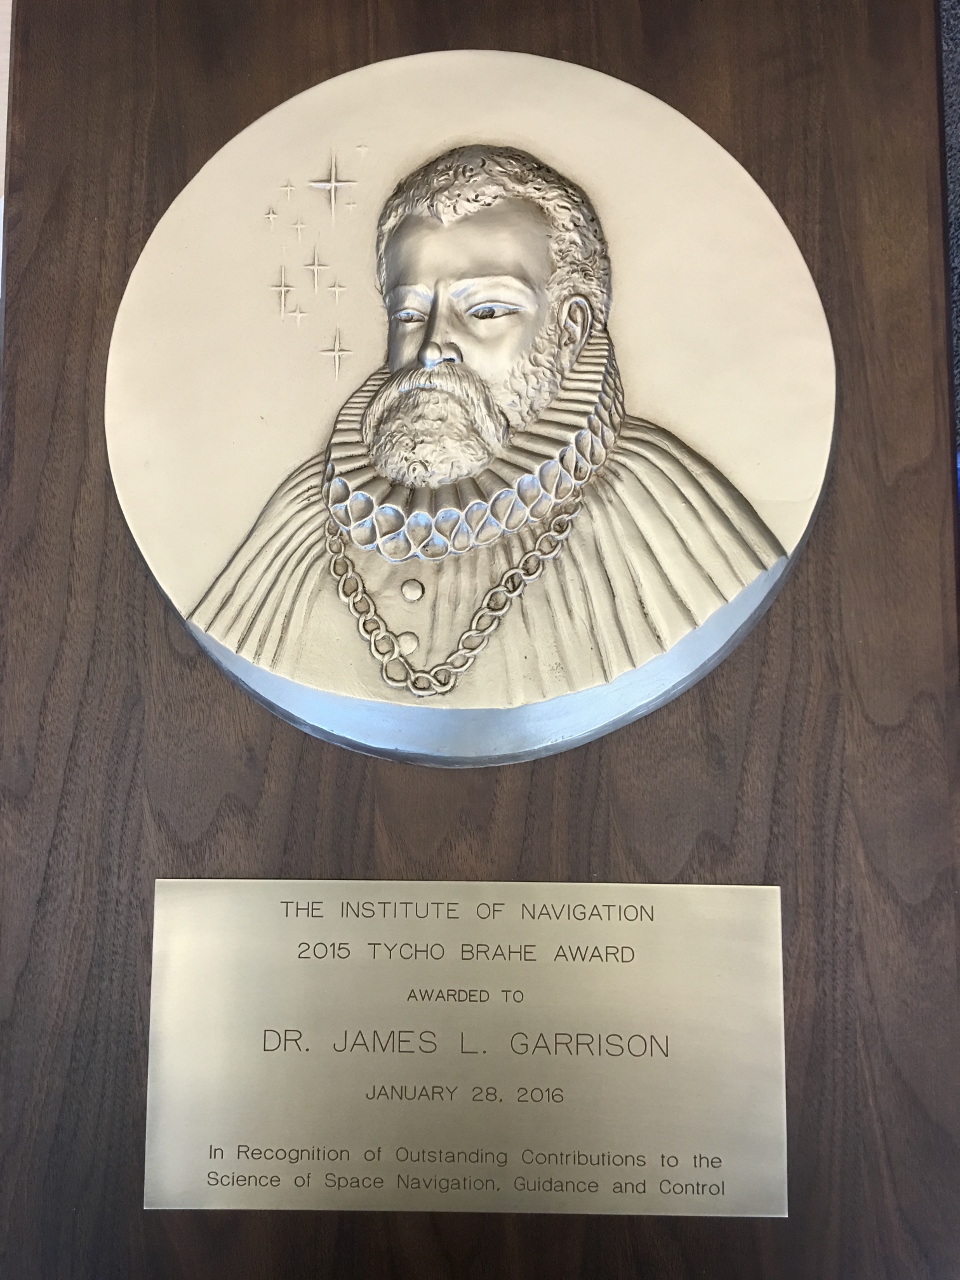 THE INSTITUTE OF NAVIGATION
2015 TYCHO BRAHE AWARD
AWARDED TO
DR. JAMES L. GARRISON
JANUARY 28, 2016
In Recognition of Outstanding Contributions to the
Science of Space Navigation, Guidance and Control